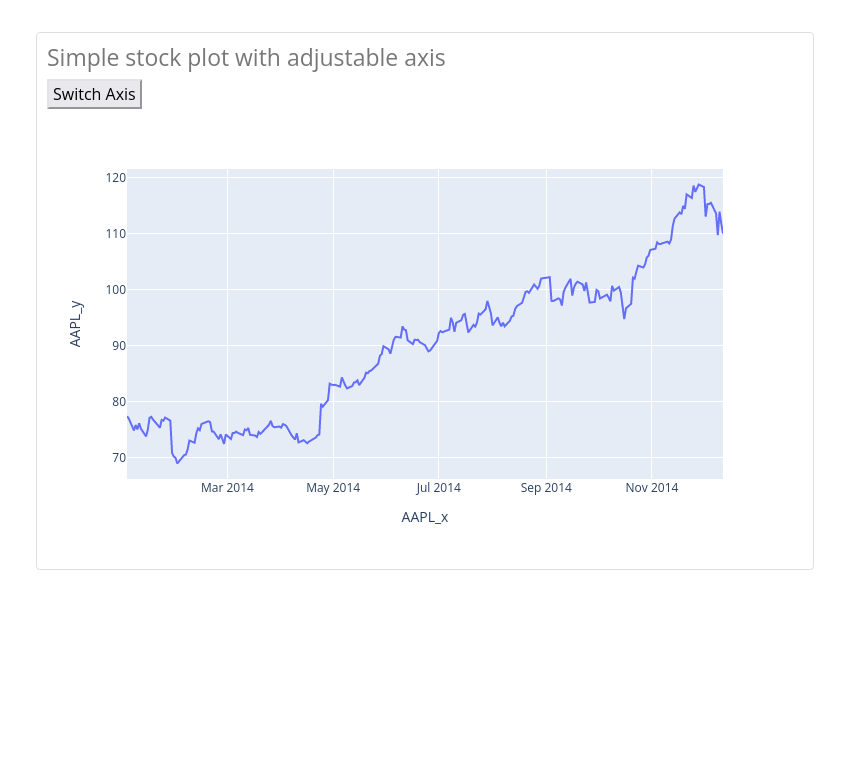 Simple stock plot with adjustable axis
Switch Axis
120
110
100
90
80
70
AAPL_y
Mar 2014 May 2014 Jul 2014 Sep 2014 Nov 2014
AAPL_x